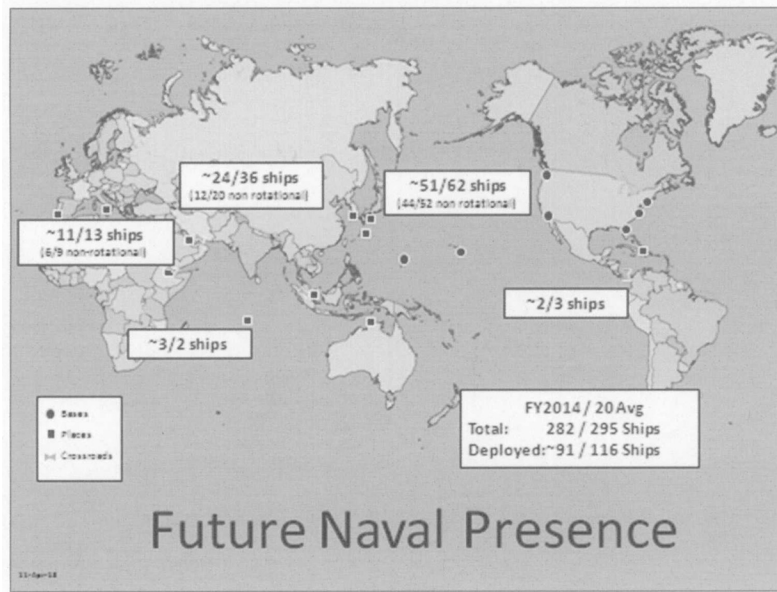 ~24/36 ships
(12/20 non rotational)
~51/62 ships
(44/52 non rotational)
~11/13 ships
(6/9 non-rotational)
~2/3 ships
~3/2 ships
Bases
Places
Crossroads
FY2014 / 20 Avg
Total: 282 / 295 Ships
Deployed:~91 / 116 Ships
Future Naval Presence